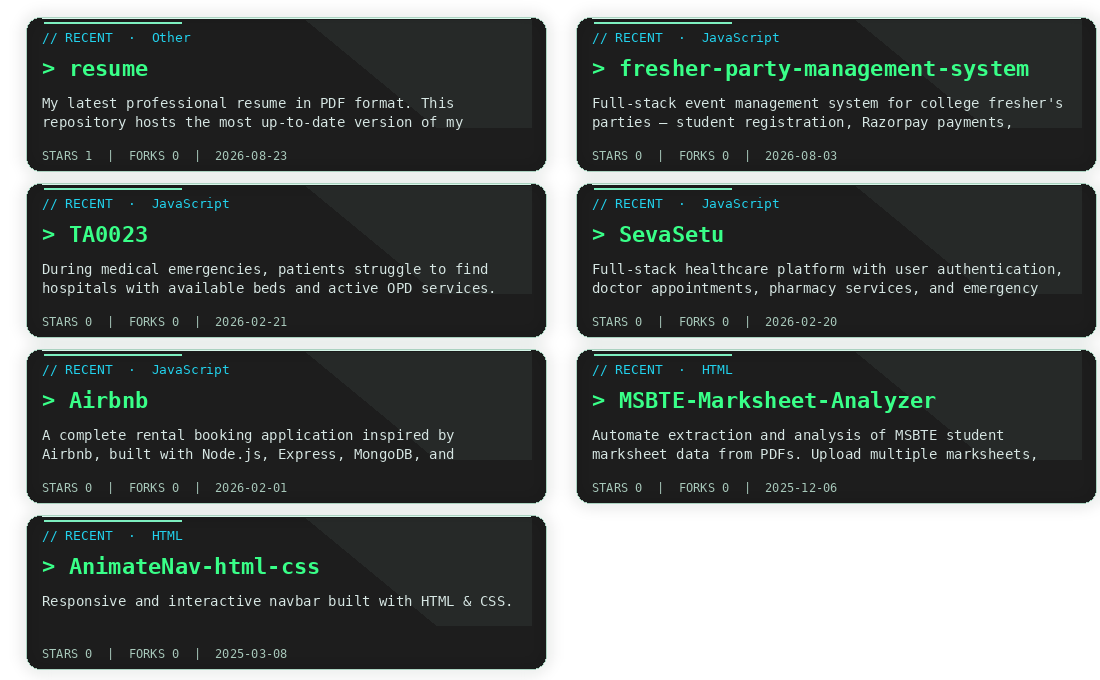 // RECENT · Other
> resume
My latest professional resume in PDF format. This
repository hosts the most up-to-date version of my
STARS 1 | FORKS 0 | 2026-08-23
// RECENT · JavaScript
> fresher-party-management-system
Full-stack event management system for college fresher's
parties — student registration, Razorpay payments,
STARS 0 | FORKS 0 | 2026-08-03
// RECENT · JavaScript
> TA0023
During medical emergencies, patients struggle to find
hospitals with available beds and active OPD services.
STARS 0 | FORKS 0 | 2026-02-21
// RECENT · JavaScript
> SevaSetu
Full-stack healthcare platform with user authentication,
doctor appointments, pharmacy services, and emergency
STARS 0 | FORKS 0 | 2026-02-20
// RECENT · JavaScript
> Airbnb
A complete rental booking application inspired by
Airbnb, built with Node.js, Express, MongoDB, and
STARS 0 | FORKS 0 | 2026-02-01
// RECENT · HTML
> MSBTE-Marksheet-Analyzer
Automate extraction and analysis of MSBTE student
marksheet data from PDFs. Upload multiple marksheets,
STARS 0 | FORKS 0 | 2025-12-06
// RECENT · HTML
> AnimateNav-html-css
Responsive and interactive navbar built with HTML & CSS.
STARS 0 | FORKS 0 | 2025-03-08